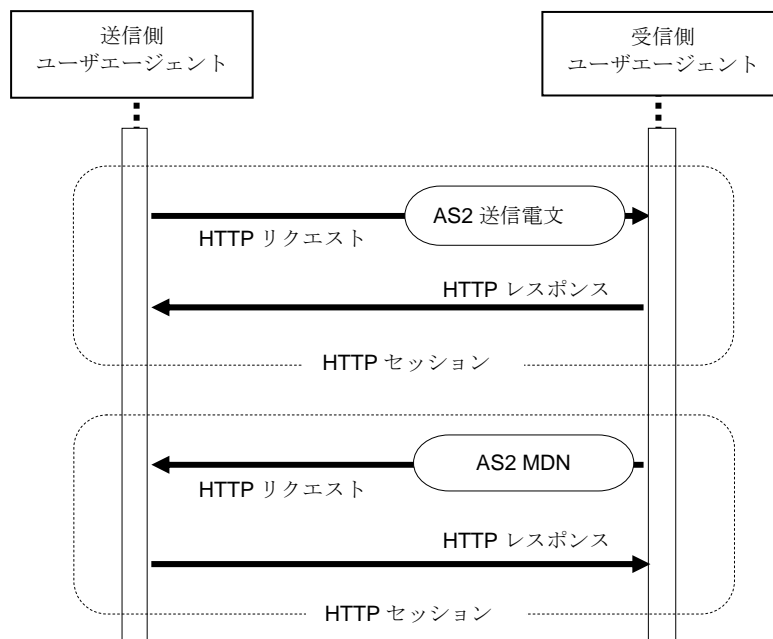 送信側
ユーザエージェント
受信側
ユーザエージェント
AS2 送信電文
HTTP リクエスト
HTTP レスポンス
HTTP セッション
AS2 MDN
HTTP リクエスト
HTTP レスポンス
HTTP セッション